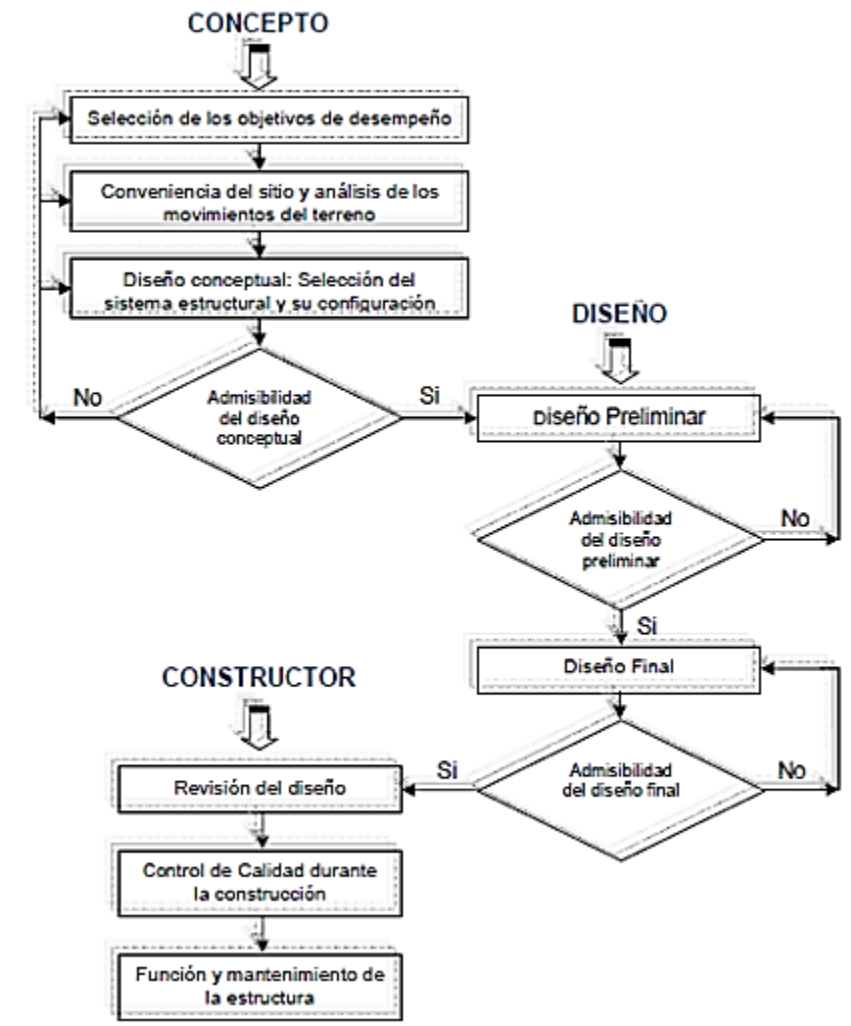 CONCEPTO
Selección de los objetivos de desempeño
Conveniencia del sitio y análisis de los
movimientos del terreno
Diseño conceptual: Selección del
sistema estructural y su configuración
No
Admisibilidad
del diseño
conceptual
Si
DISEÑO
Diseño Preliminar
Admisibilidad
del diseño
preliminar
No
Si
Diseño Final
Admisibilidad
del diseño final
No
Si
CONSTRUCTOR
Revisión del diseño
Control de Calidad durante
la construcción
Función y mantenimiento de
la estructura